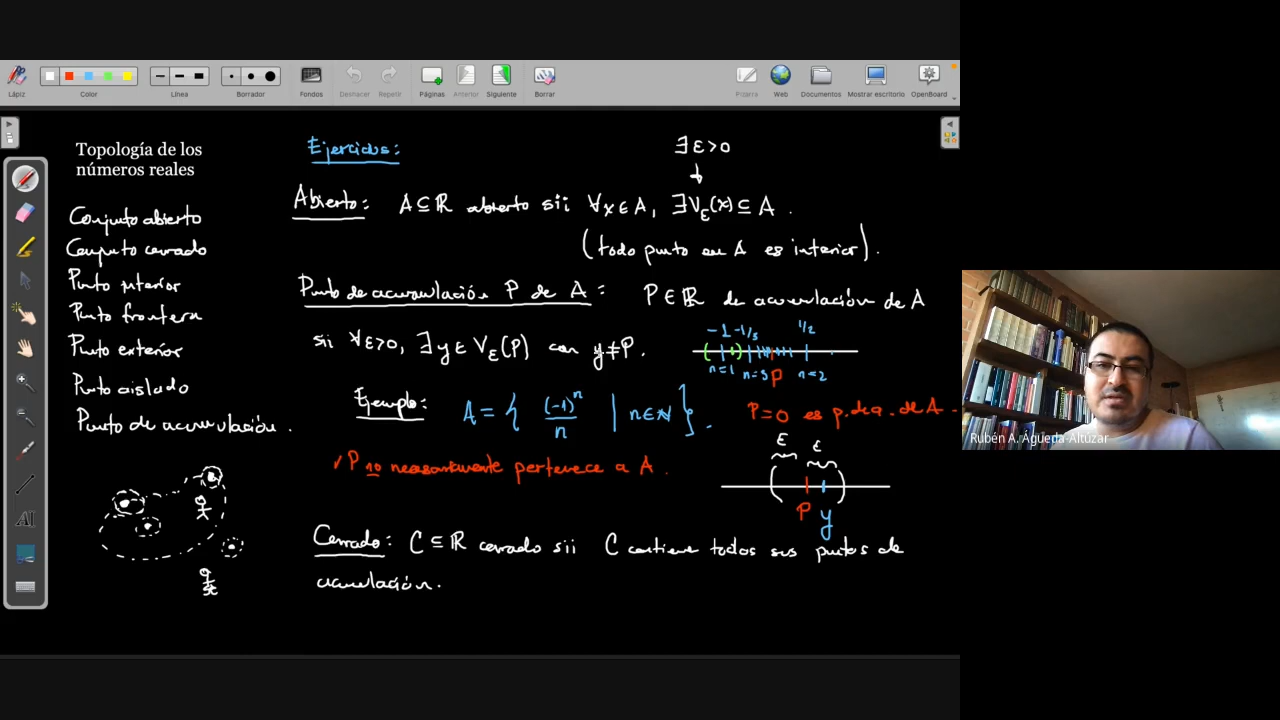 Lápiz
Color
Línea
Borrador
Fondos
Deshacer
Repetir
Páginas
Anterior
Siguiente
Borrar
Pizarra
Web
Documentos
Mostrar escritorio
OpenBoard
Topología de los
números reales
Conjunto abierto
Conjunto cerrado
Punto interior
Punto frontera
Punto exterior
Punto aislado
Punto de acumulación.
Ejercicios:
∃ε>0
Abierto: A⊆ℝ abierto sii ∀x∈A, ∃V_ε(x)⊆A.
(todo punto en A es interior).
Punto de acumulación P de A: P∈ℝ de acumulación de A
sii ∀ε>0, ∃y∈V_ε(P) con y≠P.
-1 -1/3 1/2
n=1 n=3 P n=2
Ejemplo: A={ (-1)^n/n | n∈ℕ }.
P=0 es p.de a. de A.
✓ P no necesariamente pertenece a A.
ε ε
P y
Cerrado: C⊆ℝ cerrado sii C contiene todos sus puntos de
acumulación.
Rubén A. Águeda-Altúzar